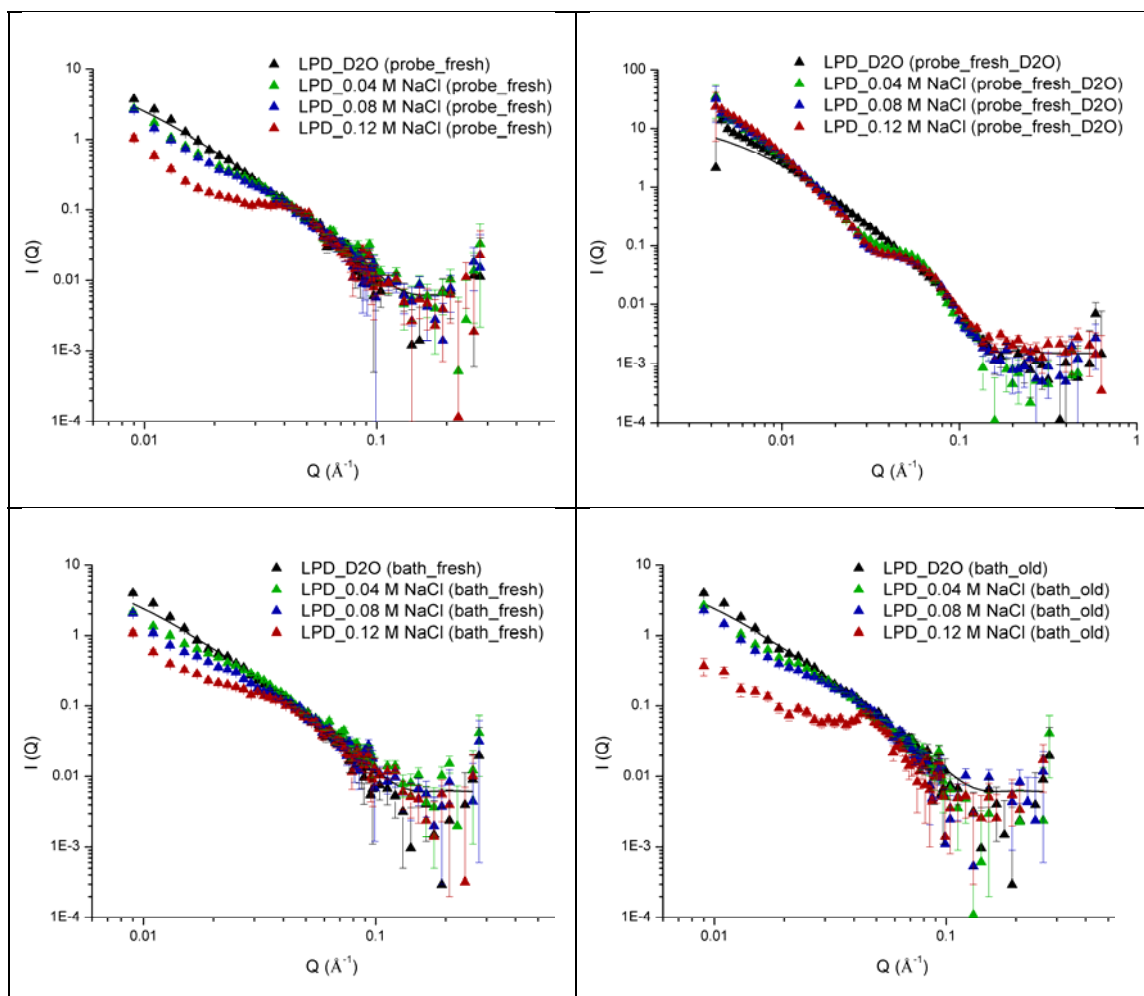 LPD_D2O (probe_fresh)
LPD_0.04 M NaCl (probe_fresh)
LPD_0.08 M NaCl (probe_fresh)
LPD_0.12 M NaCl (probe_fresh)
10
1
0.1
0.01
1E-3
1E-4
I (Q)
0.01
0.1
Q (Å⁻¹)
LPD_D2O (probe_fresh_D2O)
LPD_0.04 M NaCl (probe_fresh_D2O)
LPD_0.08 M NaCl (probe_fresh_D2O)
LPD_0.12 M NaCl (probe_fresh_D2O)
100
10
1
0.1
0.01
1E-3
1E-4
I (Q)
0.01
0.1
1
Q (Å⁻¹)
LPD_D2O (bath_fresh)
LPD_0.04 M NaCl (bath_fresh)
LPD_0.08 M NaCl (bath_fresh)
LPD_0.12 M NaCl (bath_fresh)
10
1
0.1
0.01
1E-3
1E-4
I (Q)
0.01
0.1
Q (Å⁻¹)
LPD_D2O (bath_old)
LPD_0.04 M NaCl (bath_old)
LPD_0.08 M NaCl (bath_old)
LPD_0.12 M NaCl (bath_old)
10
1
0.1
0.01
1E-3
1E-4
I (Q)
0.01
0.1
Q (Å⁻¹)